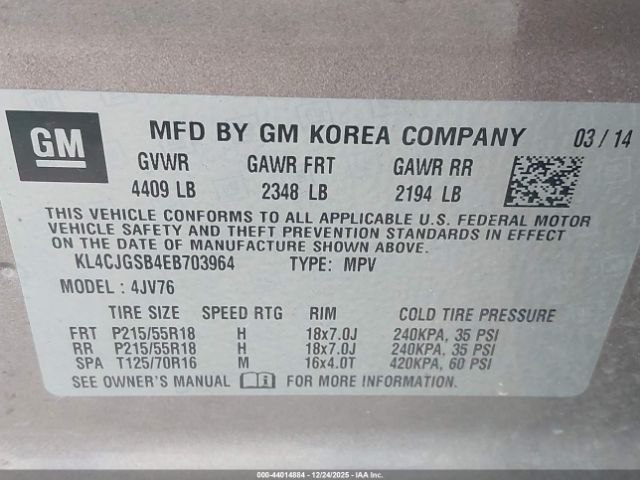 GM MFD BY GM KOREA COMPANY 03 / 14
GVWR GAWR FRT GAWR RR
4409 LB 2348 LB 2194 LB
THIS VEHICLE CONFORMS TO ALL APPLICABLE U.S. FEDERAL MOTOR
VEHICLE SAFETY AND THEFT PREVENTION STANDARDS IN EFFECT ON
THE DATE OF MANUFACTURE SHOWN ABOVE.
KL4CJGSB4EB703964 TYPE: MPV
MODEL : 4JV76
TIRE SIZE SPEED RTG RIM COLD TIRE PRESSURE
FRT P215/55R18 H 18x7.0J 240KPA, 35 PSI
RR P215/55R18 H 18x7.0J 240KPA, 35 PSI
SPA T125/70R16 M 16x4.0T 420KPA, 60 PSI
SEE OWNER'S MANUAL FOR MORE INFORMATION.
000-44014884 - 12/24/2025 - IAA Inc.